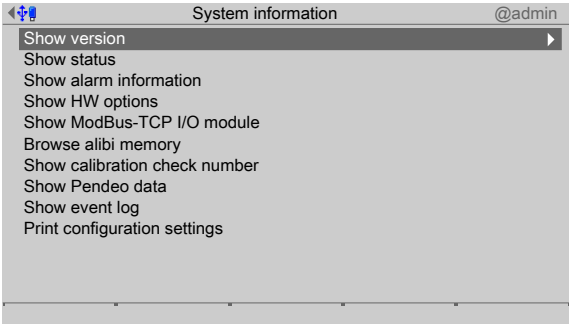 System information @admin
Show version
Show status
Show alarm information
Show HW options
Show ModBus-TCP I/O module
Browse alibi memory
Show calibration check number
Show Pendeo data
Show event log
Print configuration settings